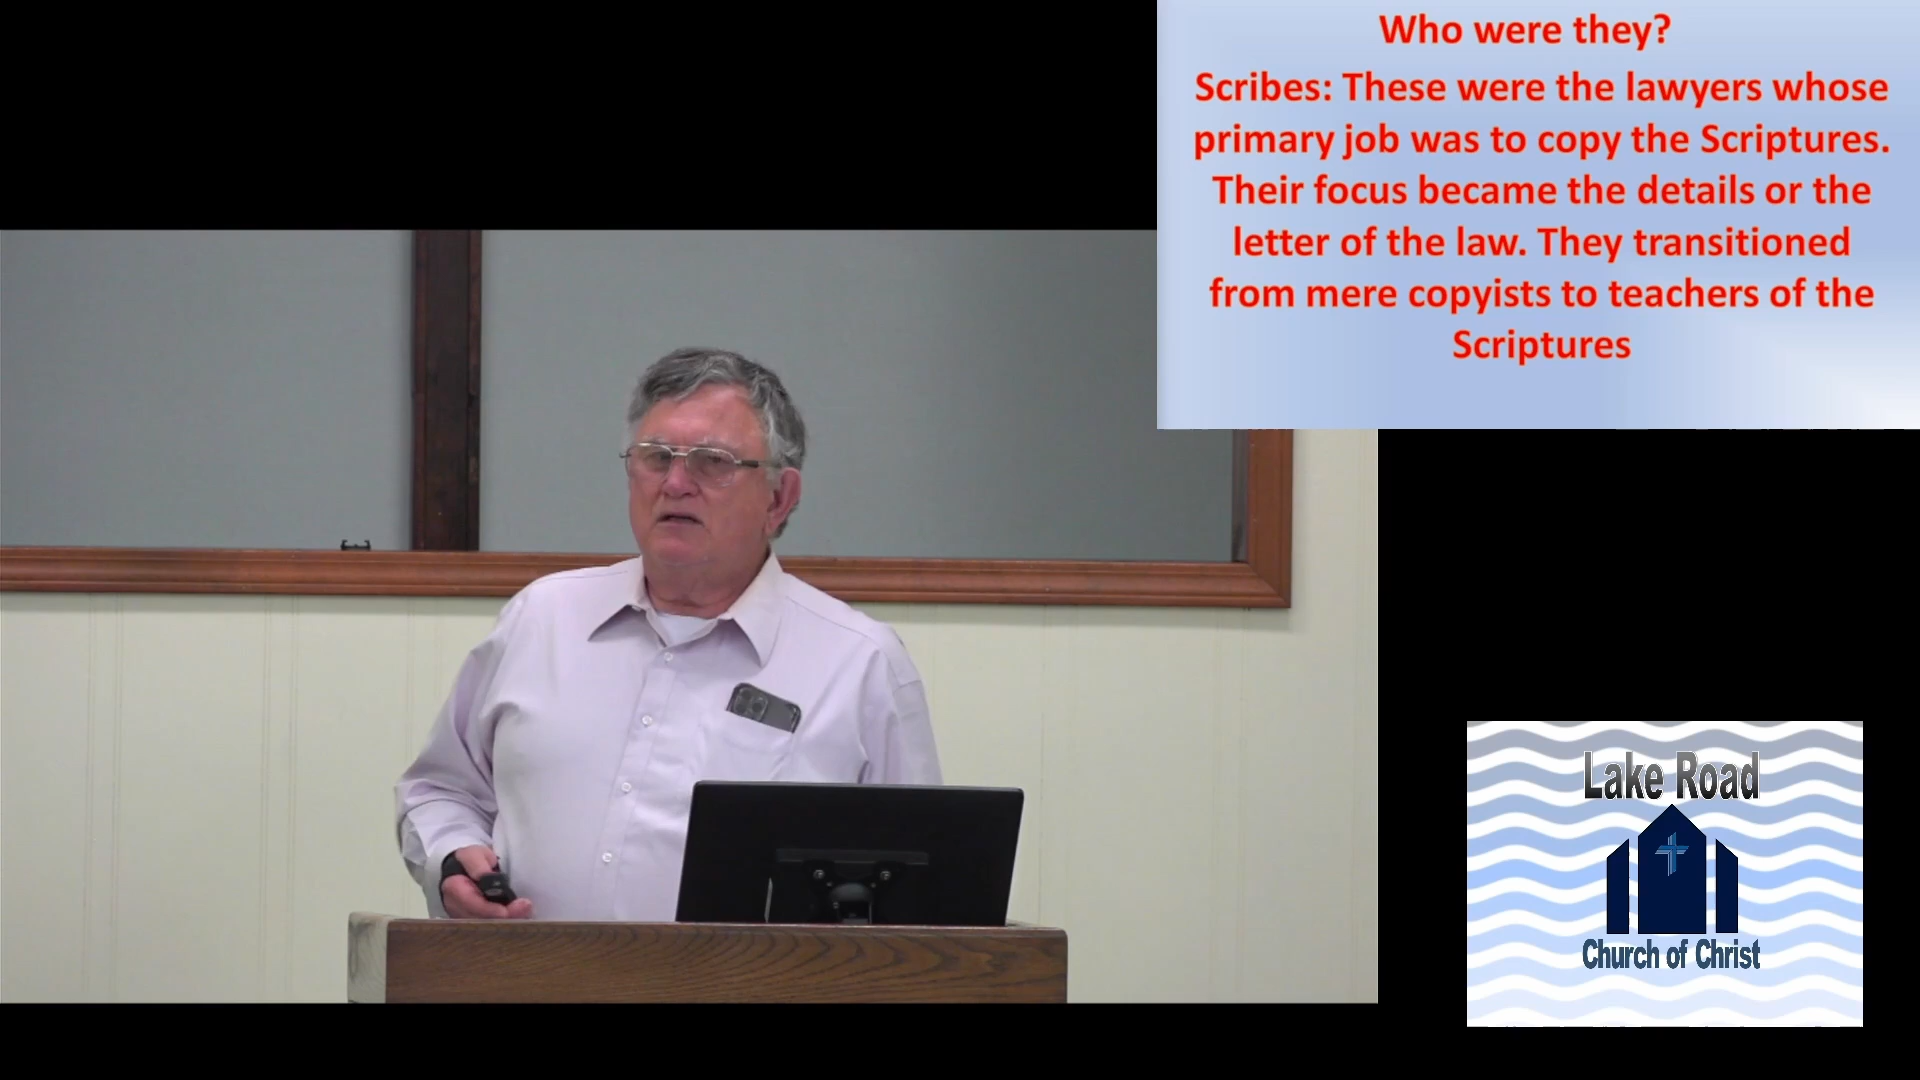 Who were they?
Scribes: These were the lawyers whose
primary job was to copy the Scriptures.
Their focus became the details or the
letter of the law. They transitioned
from mere copyists to teachers of the
Scriptures
Lake Road
Church of Christ